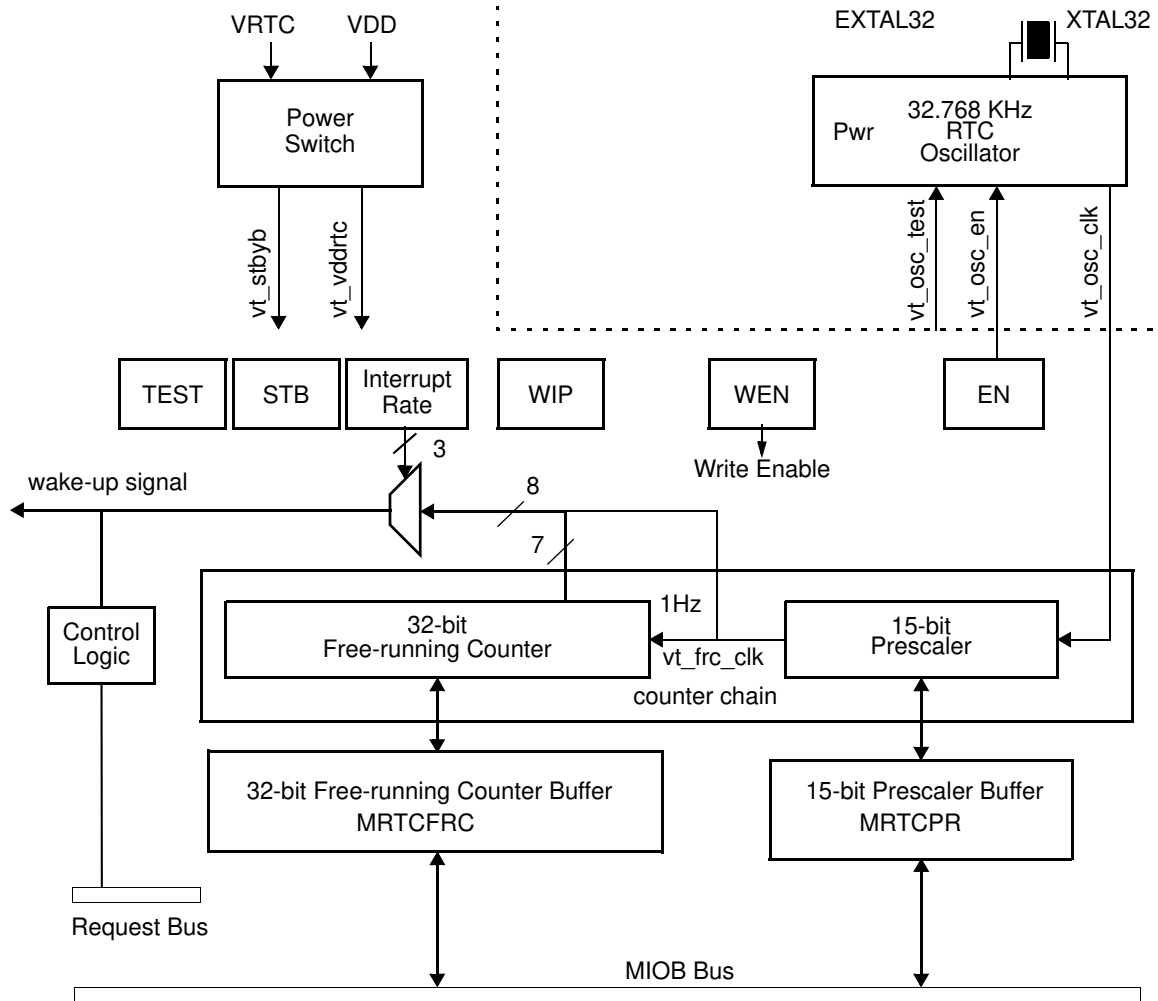 VRTC VDD EXTAL32 XTAL32
Power
Switch
Pwr 32.768 KHz
RTC
Oscillator
vt_stbyb
vt_vddrtc
vt_osc_test
vt_osc_en
vt_osc_clk
TEST
STB
Interrupt
Rate
WIP
WEN
EN
3
Write Enable
wake-up signal
8
7
Control
Logic
32-bit
Free-running Counter
1Hz
vt_frc_clk
15-bit
Prescaler
counter chain
32-bit Free-running Counter Buffer
MRTCFRC
15-bit Prescaler Buffer
MRTCPR
Request Bus
MIOB Bus